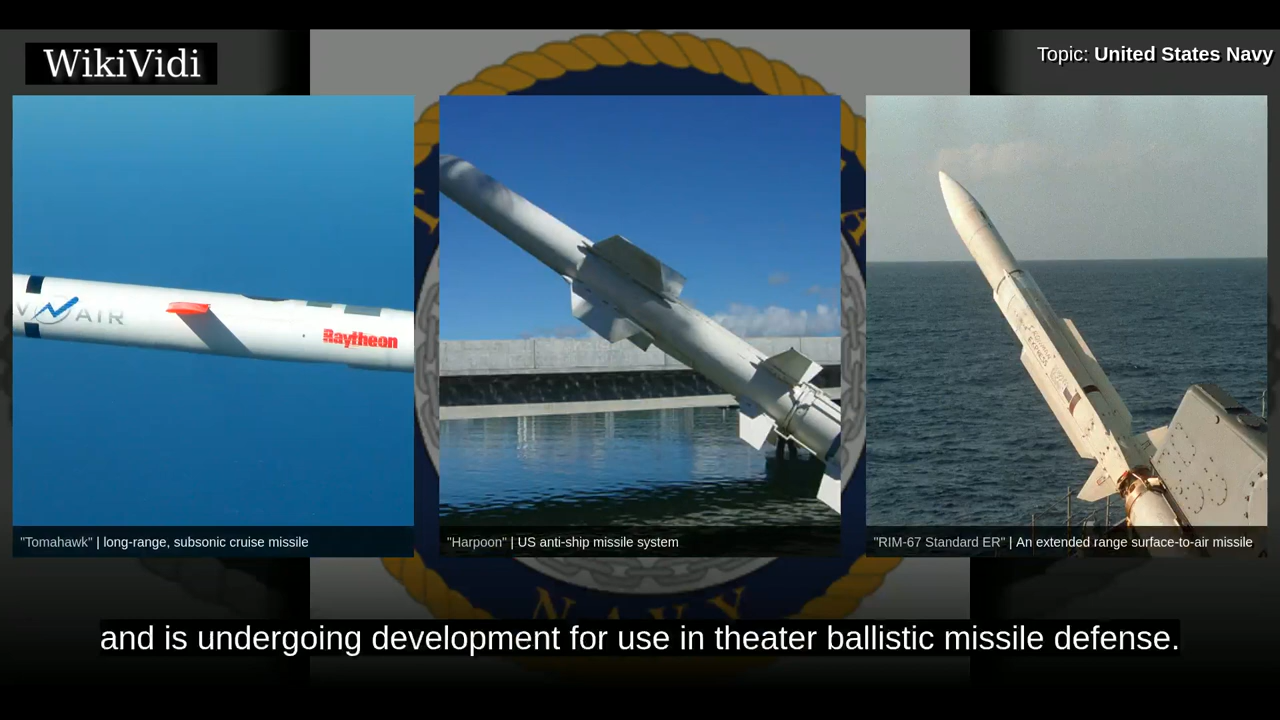 WikiVidi
Topic: United States Navy
AIR
Raytheon
EXPRESS
"Tomahawk" | long-range, subsonic cruise missile
"Harpoon" | US anti-ship missile system
"RIM-67 Standard ER" | An extended range surface-to-air missile
NAVY
and is undergoing development for use in theater ballistic missile defense.